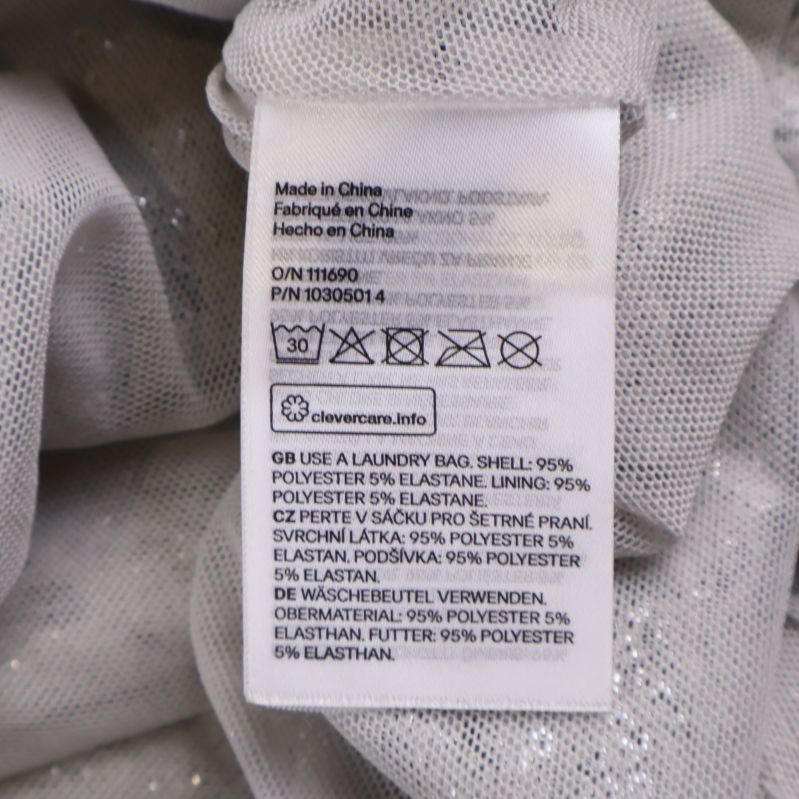 Made in China
Fabriqué en Chine
Hecho en China
O/N 111690
P/N 1030501 4
30
clevercare.info
GB USE A LAUNDRY BAG. SHELL: 95%
POLYESTER 5% ELASTANE. LINING: 95%
POLYESTER 5% ELASTANE.
CZ PERTE V SÁČKU PRO ŠETRNÉ PRANÍ.
SVRCHNÍ LÁTKA: 95% POLYESTER 5%
ELASTAN. PODŠÍVKA: 95% POLYESTER
5% ELASTAN.
DE WÄSCHEBEUTEL VERWENDEN.
OBERMATERIAL: 95% POLYESTER 5%
ELASTHAN. FUTTER: 95% POLYESTER
5% ELASTHAN.